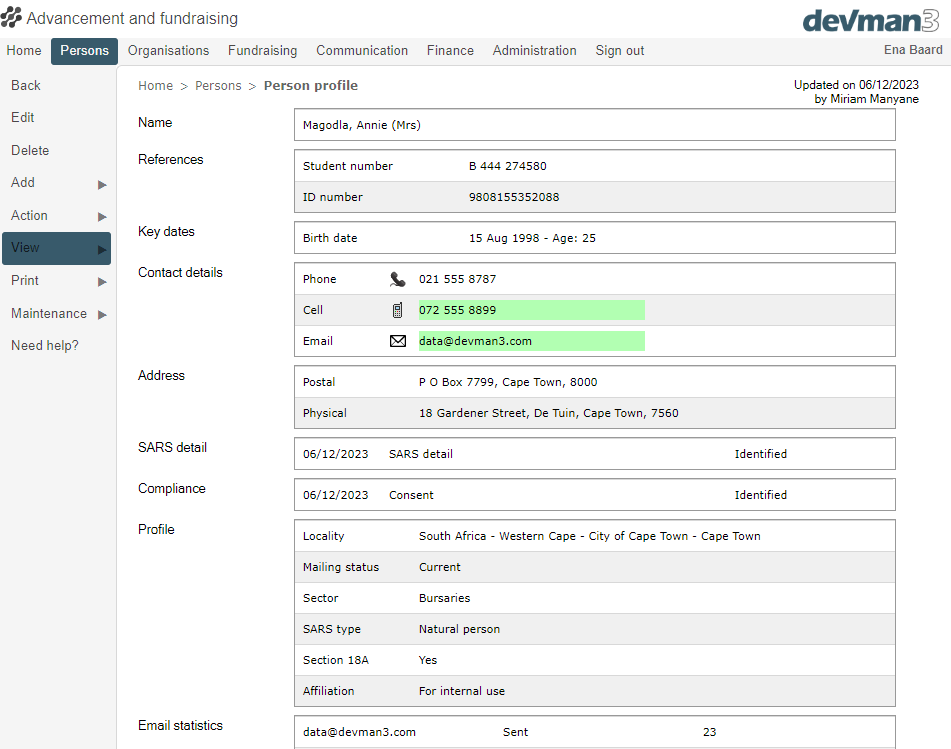 Advancement and fundraising
devman3
Home Persons Organisations Fundraising Communication Finance Administration Sign out Ena Baard
Back
Edit
Delete
Add
Action
View
Print
Maintenance
Need help?
Home > Persons > Person profile
Updated on 06/12/2023
by Miriam Manyane
Name
Magodla, Annie (Mrs)
References
Student number B 444 274580
ID number 9808155352088
Key dates
Birth date 15 Aug 1998 - Age: 25
Contact details
Phone 021 555 8787
Cell 072 555 8899
Email data@devman3.com
Address
Postal P O Box 7799, Cape Town, 8000
Physical 18 Gardener Street, De Tuin, Cape Town, 7560
SARS detail
06/12/2023 SARS detail Identified
Compliance
06/12/2023 Consent Identified
Profile
Locality South Africa - Western Cape - City of Cape Town - Cape Town
Mailing status Current
Sector Bursaries
SARS type Natural person
Section 18A Yes
Affiliation For internal use
Email statistics
data@devman3.com Sent 23